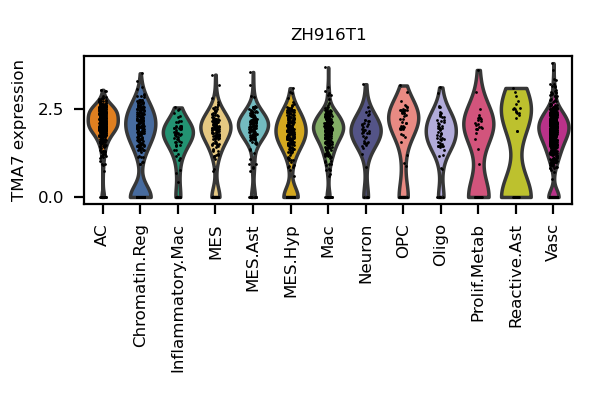 ZH916T1
TMA7 expression
2.5
0.0
AC
Chromatin.Reg
Inflammatory.Mac
MES
MES.Ast
MES.Hyp
Mac
Neuron
OPC
Oligo
Prolif.Metab
Reactive.Ast
Vasc